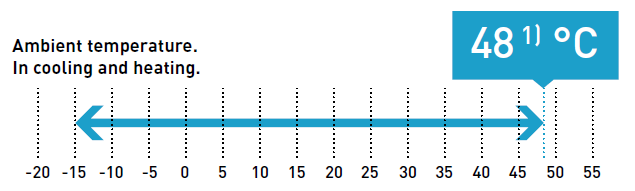 Ambient temperature.
In cooling and heating.
48 1) °C
-20 -15 -10 -5 0 5 10 15 20 25 30 35 40 45 50 55